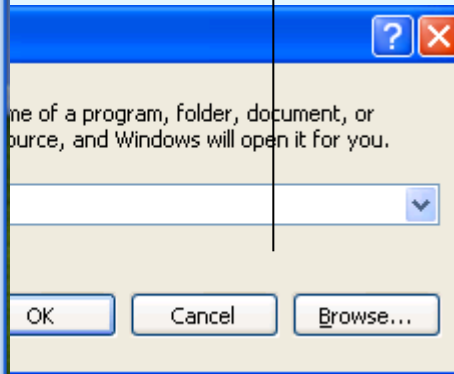 me of a program, folder, document, or
ource, and Windows will open it for you.
OK
Cancel
Browse...